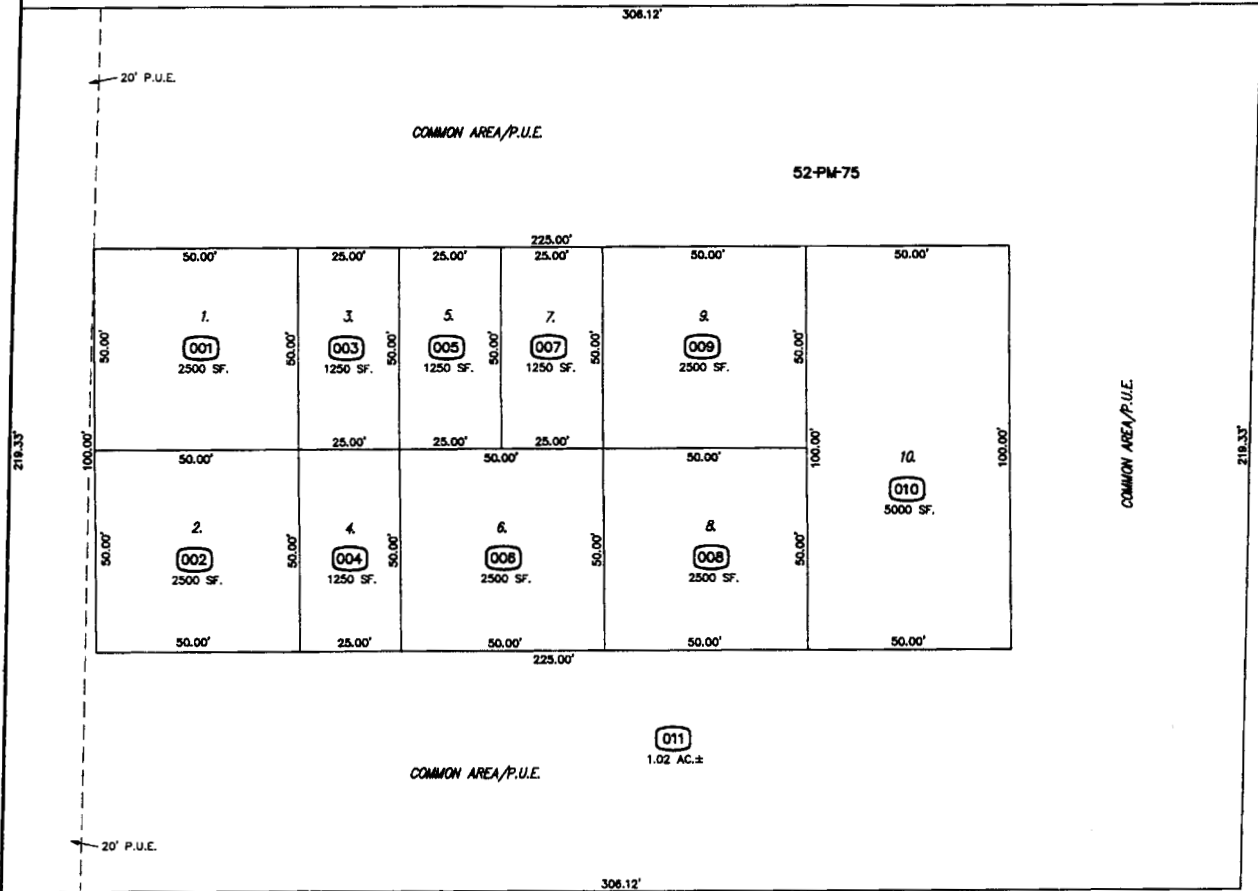 306.12'
20' P.U.E.
COMMON AREA/P.U.E.
52-PM-75
225.00'
50.00' 25.00' 25.00' 25.00' 50.00' 50.00'
1. 3. 5. 7. 9.
50.00' 001 50.00' 003 50.00' 005 50.00' 007 50.00' 009 50.00'
2500 SF. 1250 SF. 1250 SF. 1250 SF. 2500 SF.
25.00' 25.00' 25.00'
219.33' 100.00' 50.00' 50.00' 50.00' 100.00' 10. 100.00' COMMON AREA/P.U.E. 219.33'
010
5000 SF.
2. 4. 6. 8.
50.00' 002 50.00' 004 50.00' 006 50.00' 008 50.00'
2500 SF. 1250 SF. 2500 SF. 2500 SF.
50.00' 25.00' 50.00' 50.00' 50.00'
225.00'
011
1.02 AC.±
COMMON AREA/P.U.E.
20' P.U.E.
306.12'